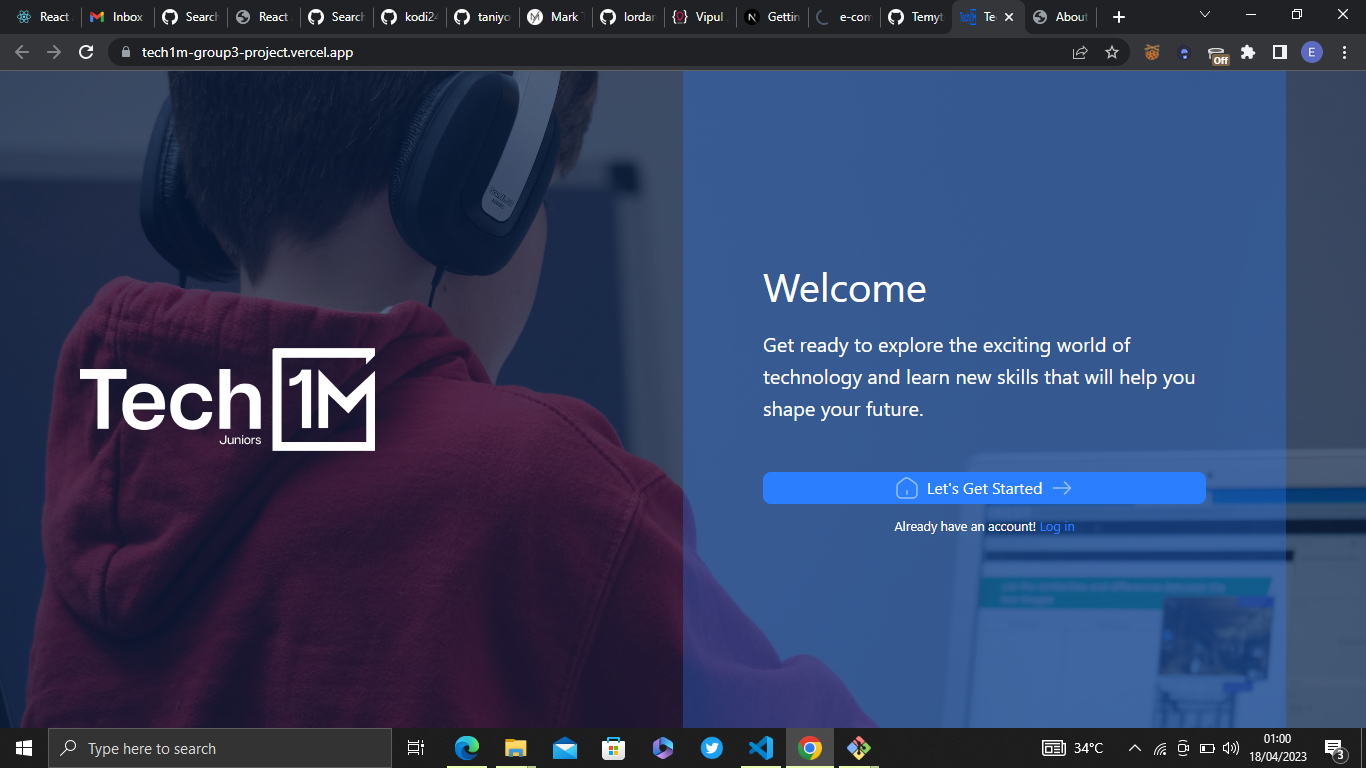 React
Inbox
Search
React
Search
kodi24
taniyo
Mark
lordar
Vipul
Gettin
e-com
Temyt
Te
About
tech1m-group3-project.vercel.app
Off
E
Welcome
Get ready to explore the exciting world of
technology and learn new skills that will help you
shape your future.
Tech 1M
Juniors
Let's Get Started
Already have an account! Log in
Type here to search
34°C
01:00
18/04/2023
3